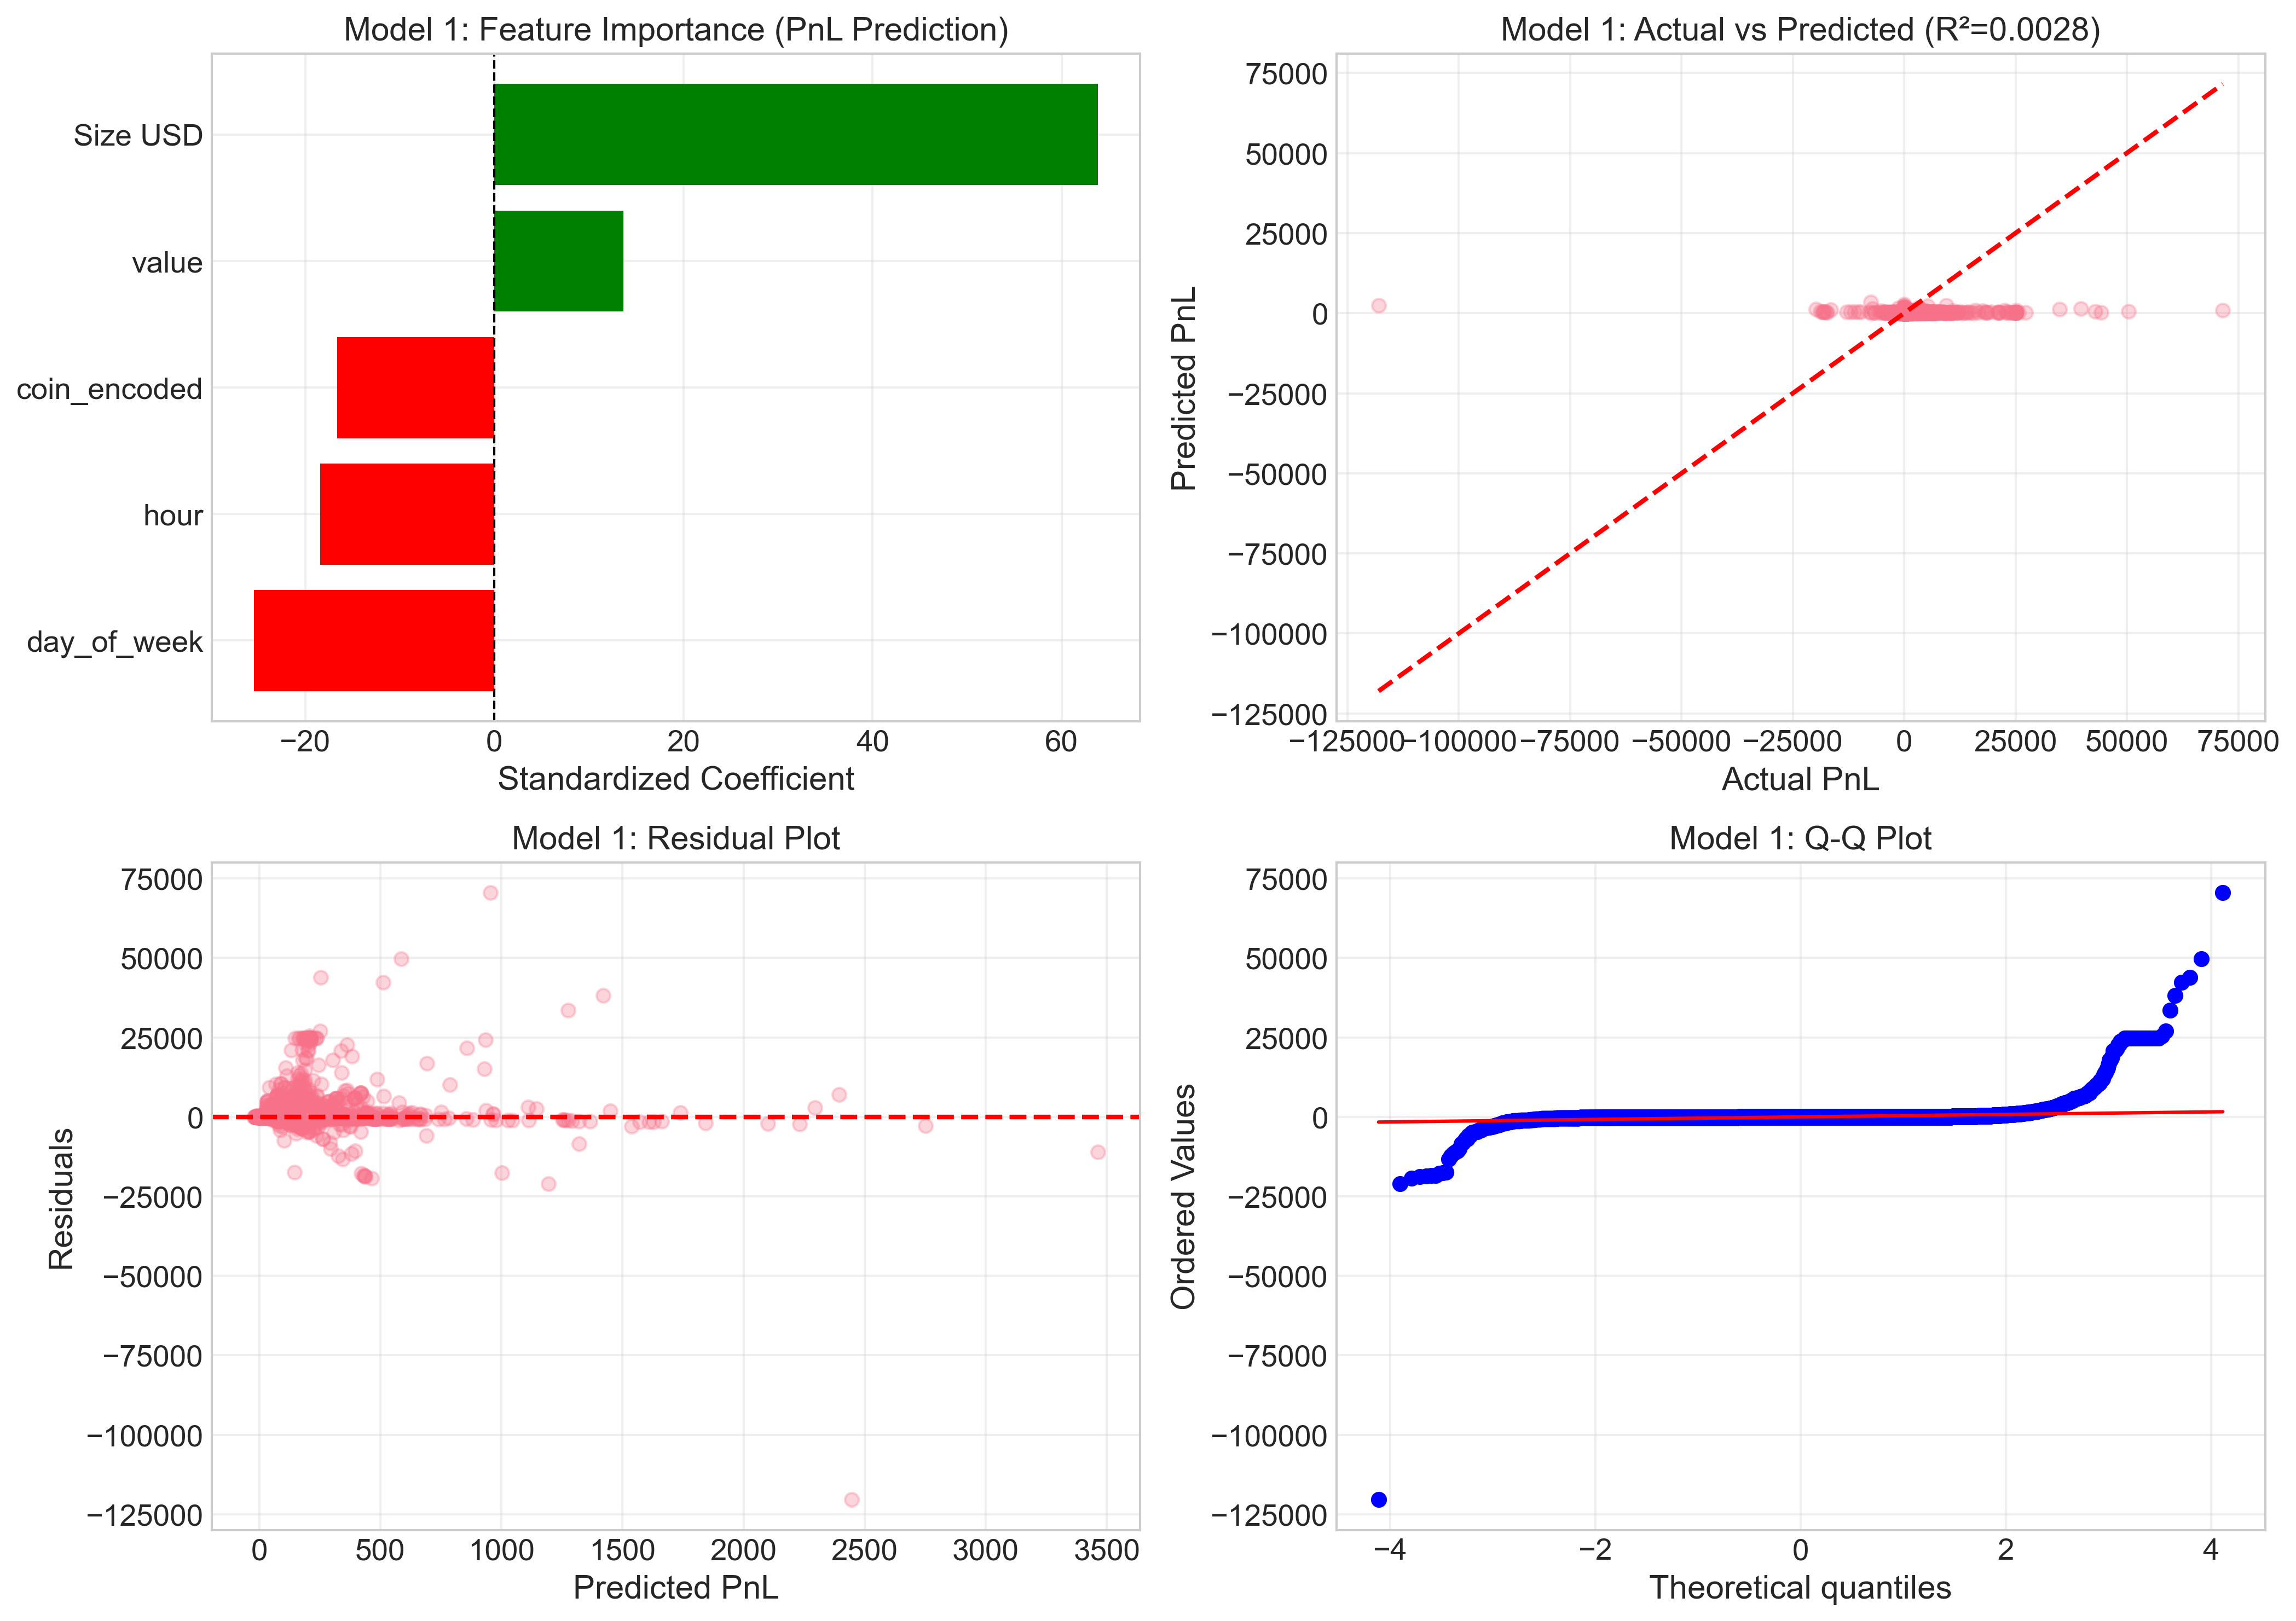 Model 1: Feature Importance (PnL Prediction)
Size USD
value
coin_encoded
hour
day_of_week
−20 0 20 40 60
Standardized Coefficient
Model 1: Actual vs Predicted (R²=0.0028)
Predicted PnL
75000
50000
25000
0
−25000
−50000
−75000
−100000
−125000
−125000 −100000 −75000 −50000 −25000 0 25000 50000 75000
Actual PnL
Model 1: Residual Plot
Residuals
75000
50000
25000
0
−25000
−50000
−75000
−100000
−125000
0 500 1000 1500 2000 2500 3000 3500
Predicted PnL
Model 1: Q-Q Plot
Ordered Values
75000
50000
25000
0
−25000
−50000
−75000
−100000
−125000
−4 −2 0 2 4
Theoretical quantiles